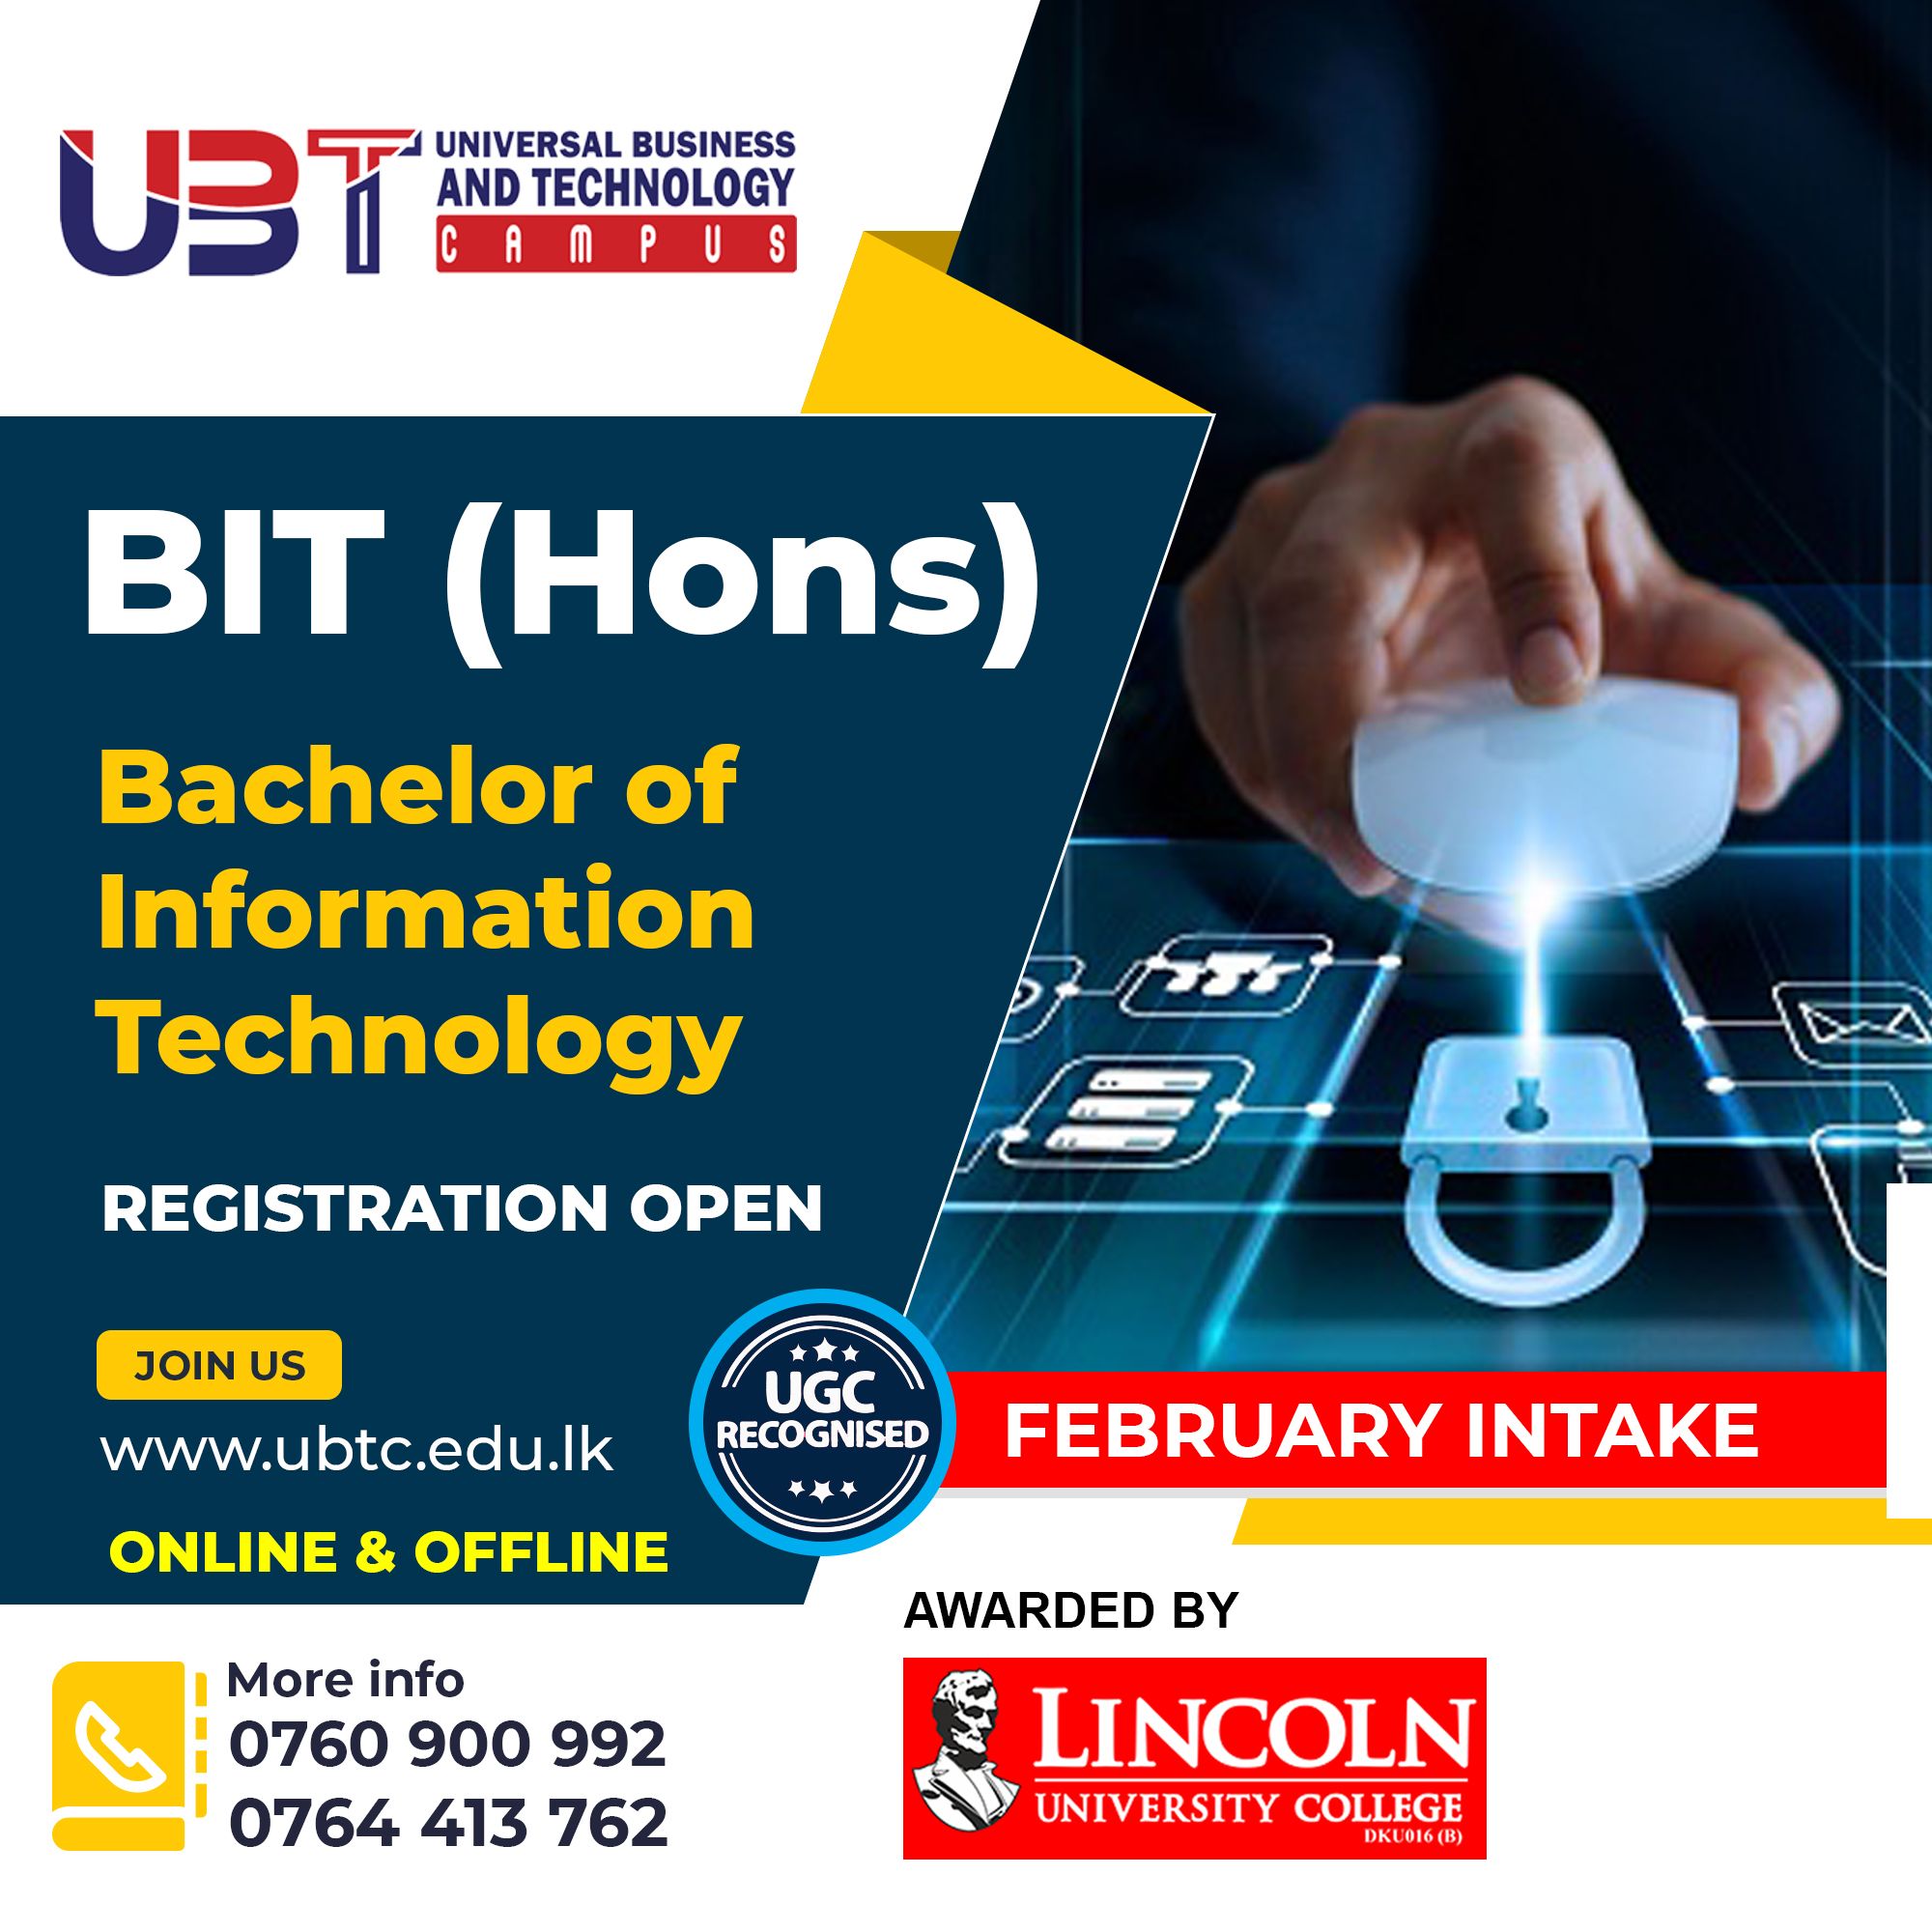 UBT
UNIVERSAL BUSINESS
AND TECHNOLOGY
CAMPUS
BIT (Hons)
Bachelor of
Information
Technology
REGISTRATION OPEN
JOIN US
www.ubtc.edu.lk
ONLINE & OFFLINE
UGC
RECOGNISED
FEBRUARY INTAKE
More info
0760 900 992
0764 413 762
AWARDED BY
LINCOLN
UNIVERSITY COLLEGE
DKU016 (B)